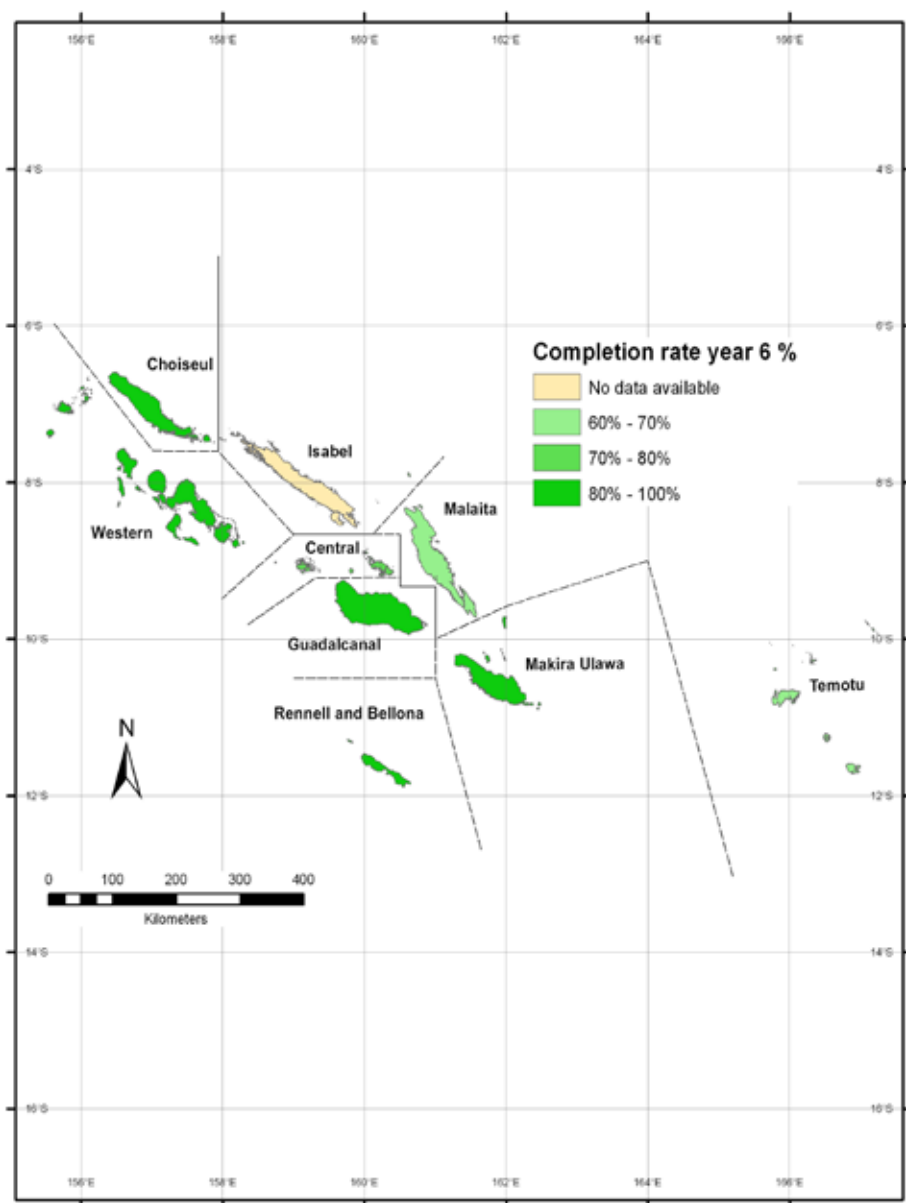 156°E 158°E 160°E 162°E 164°E 166°E
4°S 4°S
6°S 6°S
Choiseul
Completion rate year 6 %
No data available
60% - 70%
70% - 80%
80% - 100%
Isabel
8°S 8°S
Malaita
Western
Central
10°S 10°S
Guadalcanal
Makira Ulawa
Temotu
Rennell and Bellona
N
12°S 12°S
0 100 200 300 400
Kilometers
14°S 14°S
16°S 16°S
156°E 158°E 160°E 162°E 164°E 166°E